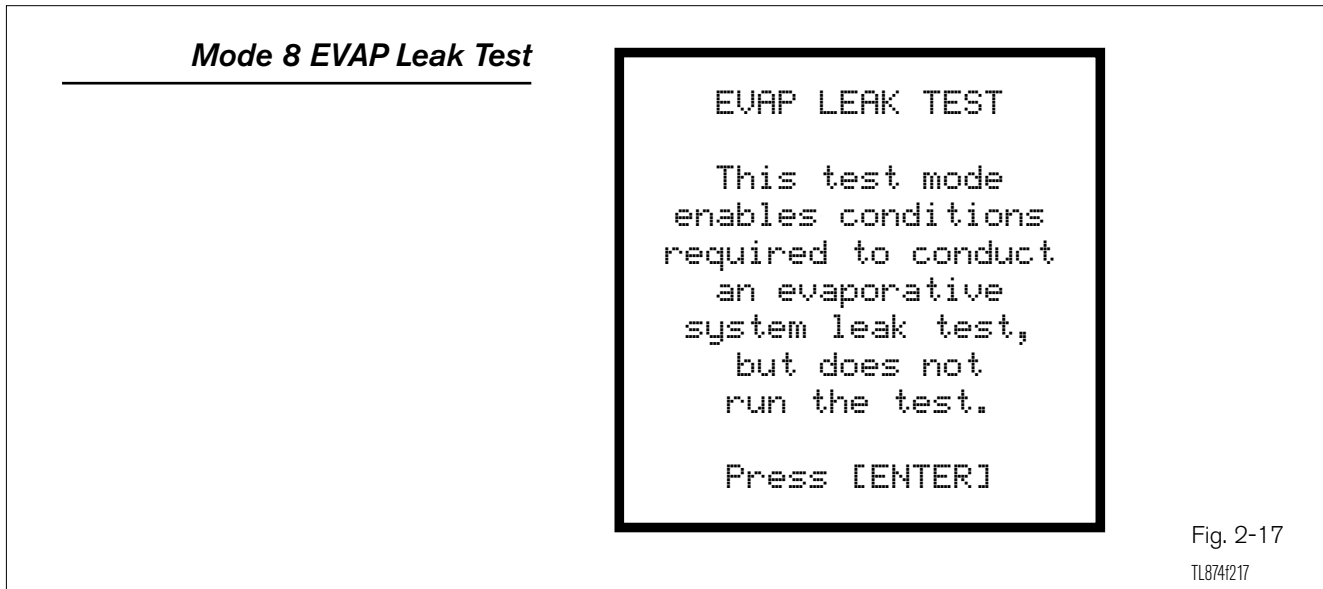 Mode 8 EVAP Leak Test
EVAP LEAK TEST
This test mode
enables conditions
required to conduct
an evaporative
system leak test,
but does not
run the test.
Press [ENTER]
Fig. 2-17
TL874f217